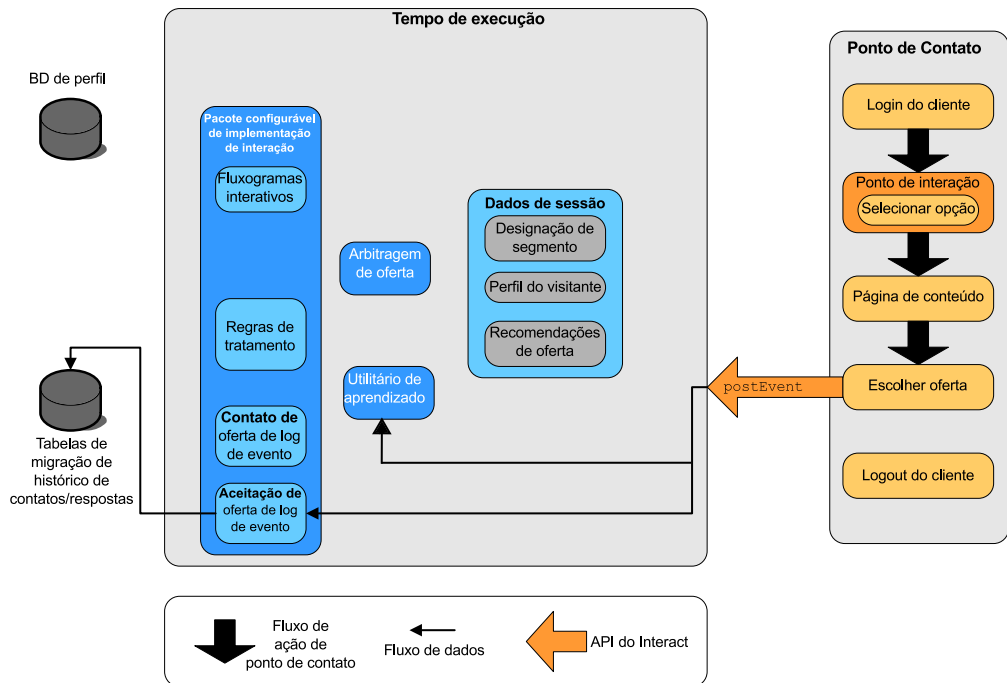 Tempo de execução
BD de perfil
Pacote configurável
de implementação
de interação
Fluxogramas
interativos
Regras de
tratamento
Contato de
oferta de log
de evento
Aceitação de
oferta de log
de evento
Arbitragem
de oferta
Utilitário de
aprendizado
Dados de sessão
Designação de
segmento
Perfil do visitante
Recomendações
de oferta
Tabelas de
migração de
histórico de
contatos/respostas
postEvent
Ponto de Contato
Login do cliente
Ponto de interação
Selecionar opção
Página de conteúdo
Escolher oferta
Logout do cliente
Fluxo de
ação de
ponto de contato
Fluxo de dados
API do Interact